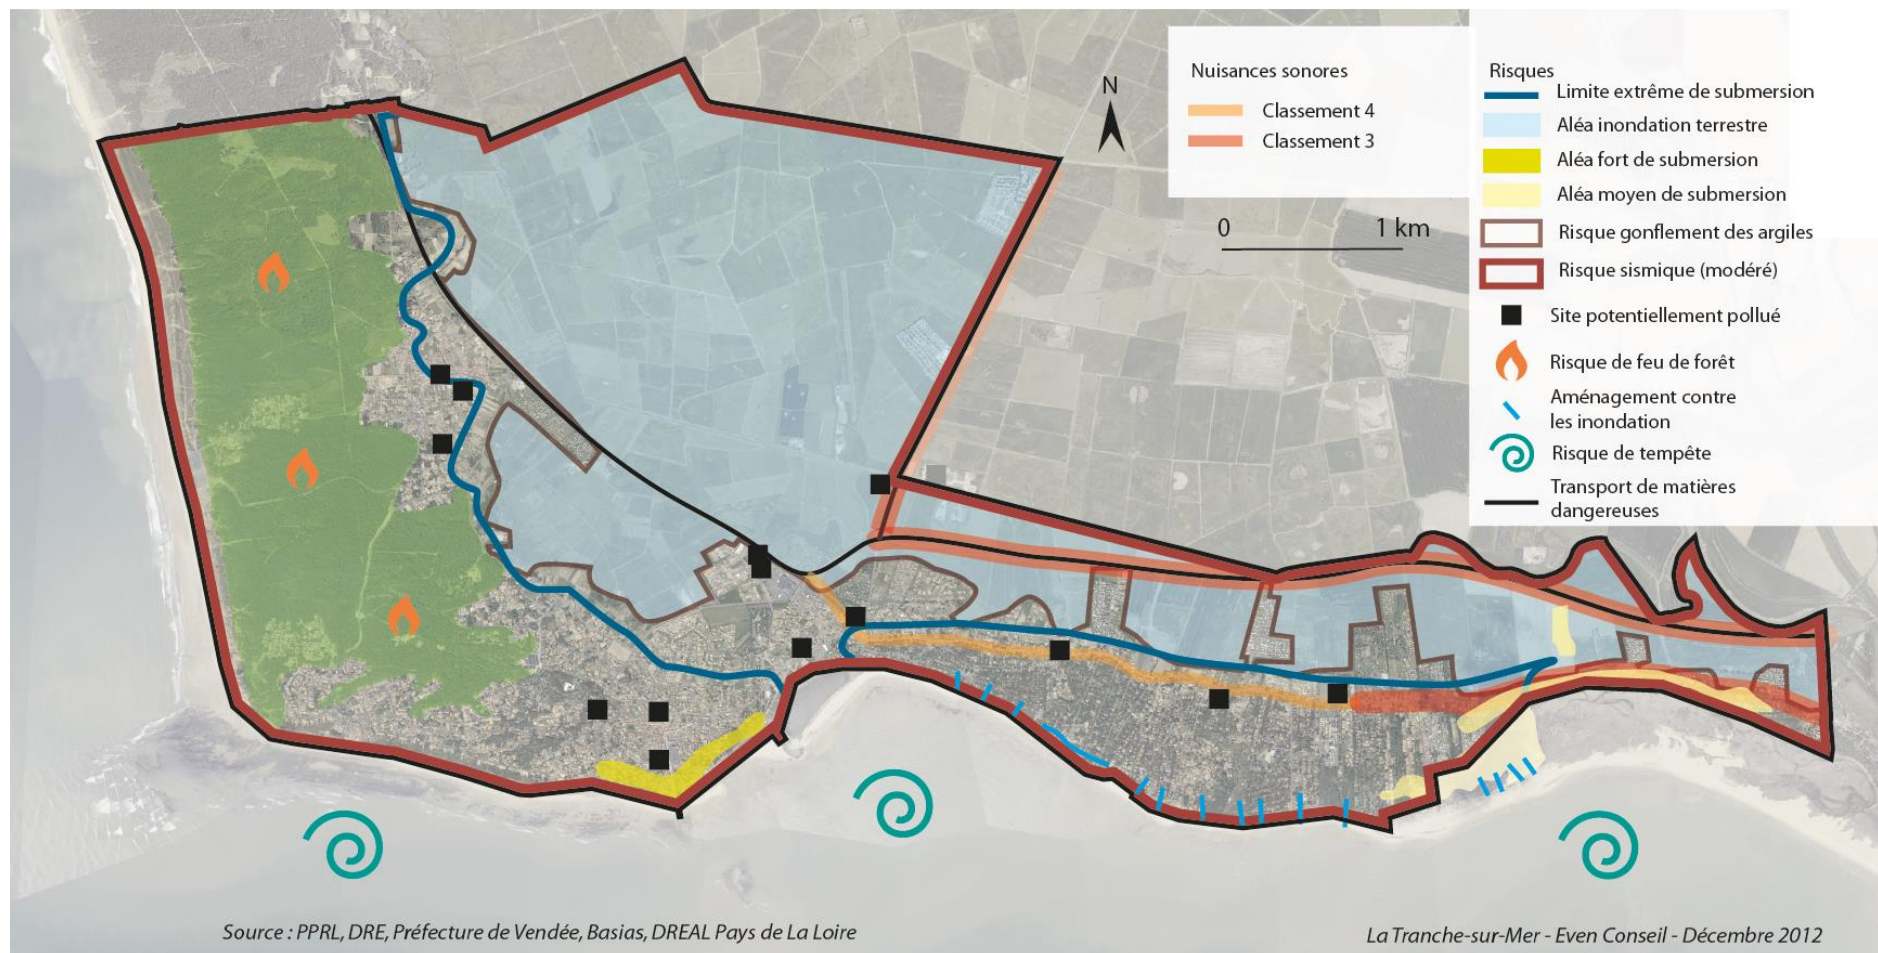 Nuisances sonores
Classement 4
Classement 3
N
0 1 km
Risques
Limite extrême de submersion
Aléa inondation terrestre
Aléa fort de submersion
Aléa moyen de submersion
Risque gonflement des argiles
Risque sismique (modéré)
Site potentiellement pollué
Risque de feu de forêt
Aménagement contre
les inondation
Risque de tempête
Transport de matières
dangereuses
Source : PPRL, DRE, Préfecture de Vendée, Basias, DREAL Pays de La Loire
La Tranche-sur-Mer - Even Conseil - Décembre 2012